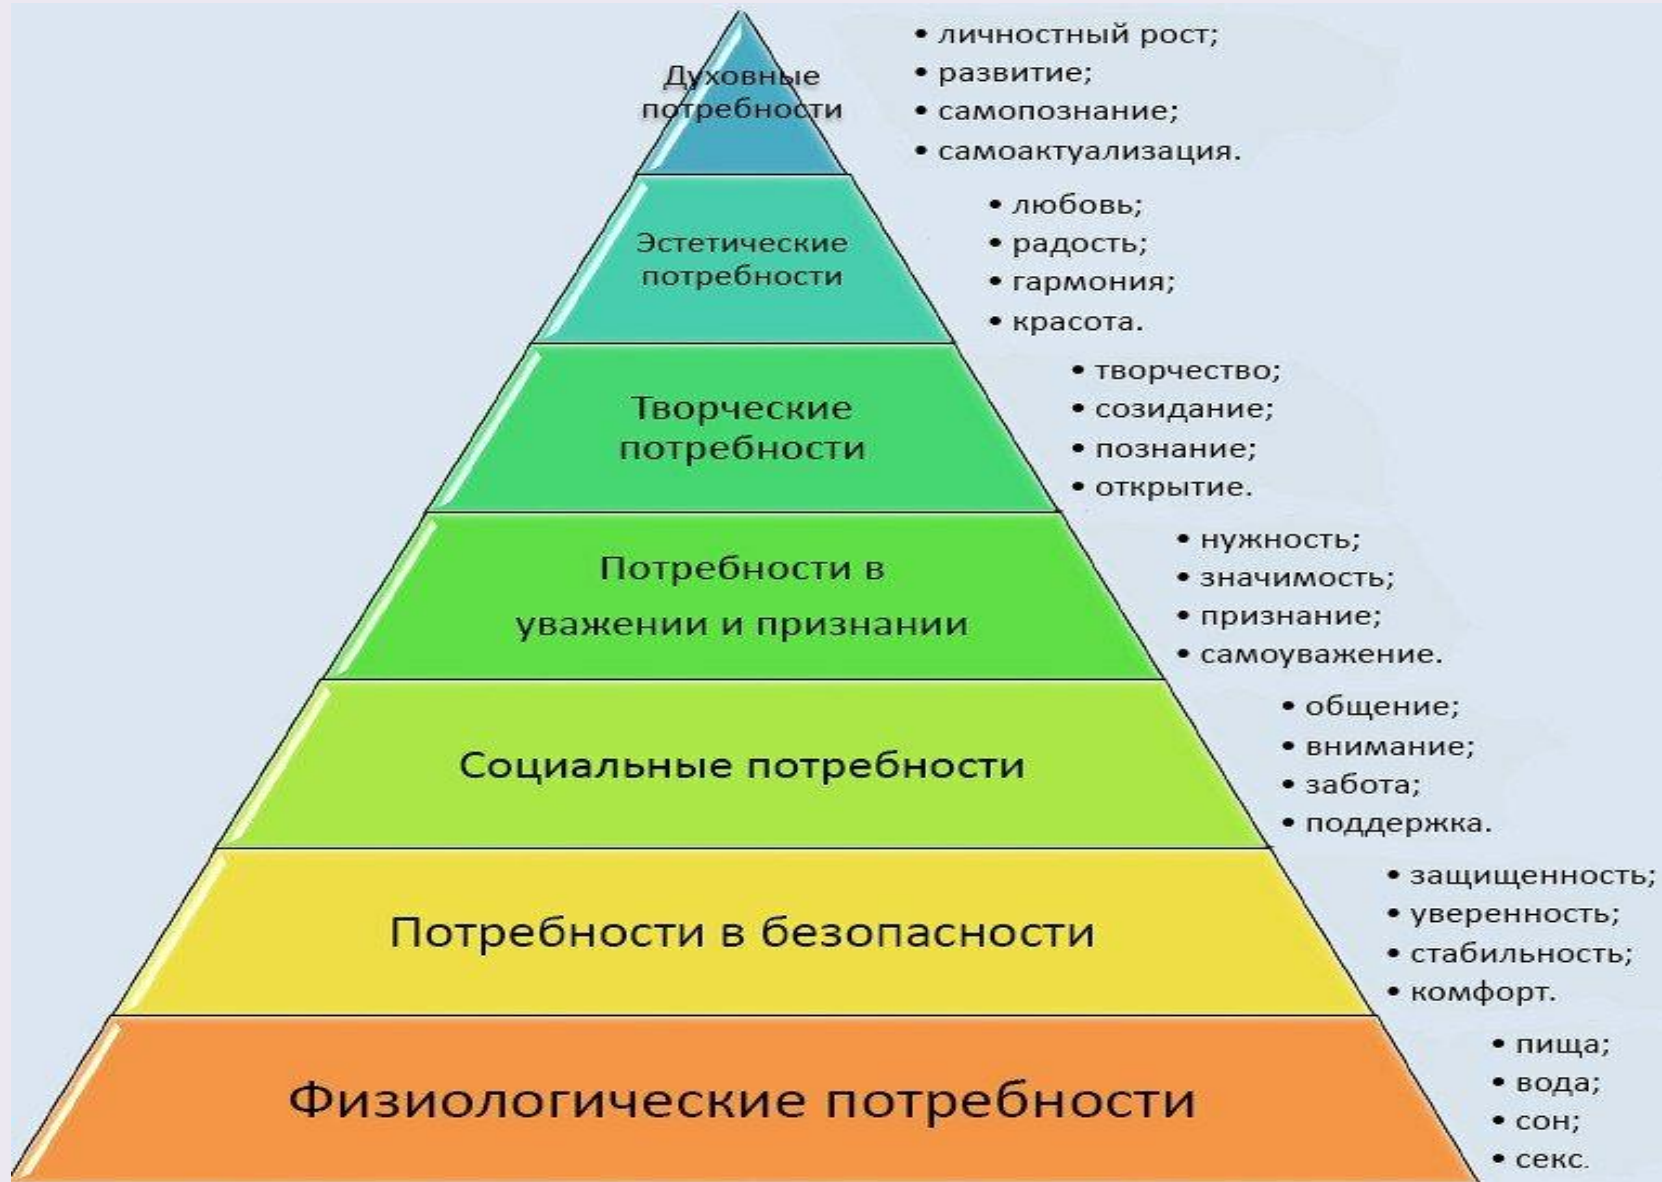 Духовные
потребности
• личностный рост;
• развитие;
• самопознание;
• самоактуализация.
Эстетические
потребности
• любовь;
• радость;
• гармония;
• красота.
Творческие
потребности
• творчество;
• созидание;
• познание;
• открытие.
Потребности в
уважении и признании
• нужность;
• значимость;
• признание;
• самоуважение.
Социальные потребности
• общение;
• внимание;
• забота;
• поддержка.
Потребности в безопасности
• защищенность;
• уверенность;
• стабильность;
• комфорт.
Физиологические потребности
• пища;
• вода;
• сон;
• секс.